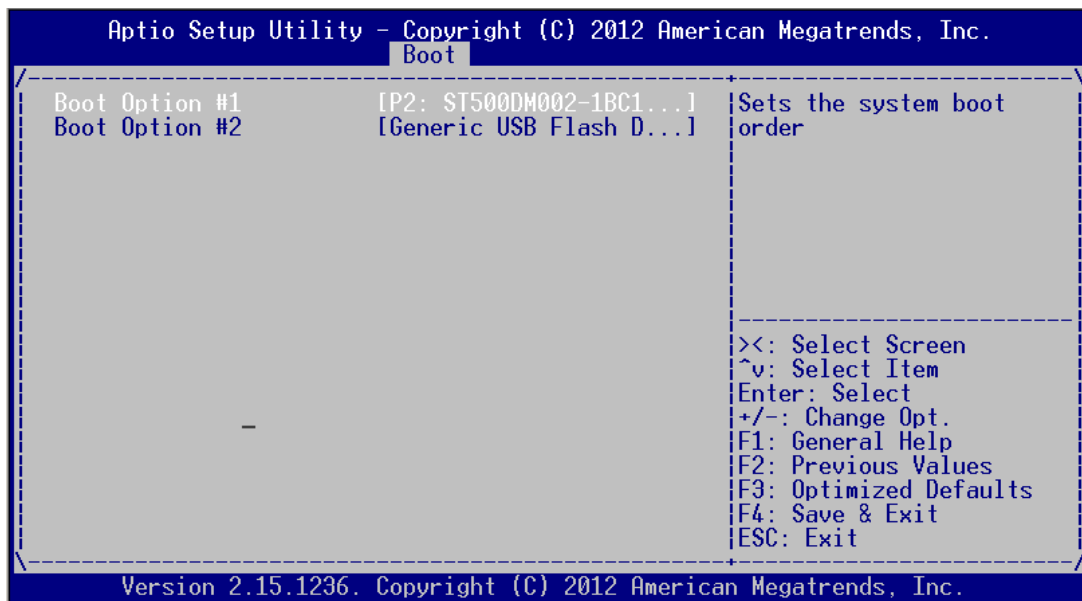 Aptio Setup Utility - Copyright (C) 2012 American Megatrends, Inc.
Boot
Boot Option #1 [P2: ST500DM002-1BC1...]
Boot Option #2 [Generic USB Flash D...]
Sets the system boot
order
><: Select Screen
^v: Select Item
Enter: Select
+/-: Change Opt.
F1: General Help
F2: Previous Values
F3: Optimized Defaults
F4: Save & Exit
ESC: Exit
Version 2.15.1236. Copyright (C) 2012 American Megatrends, Inc.